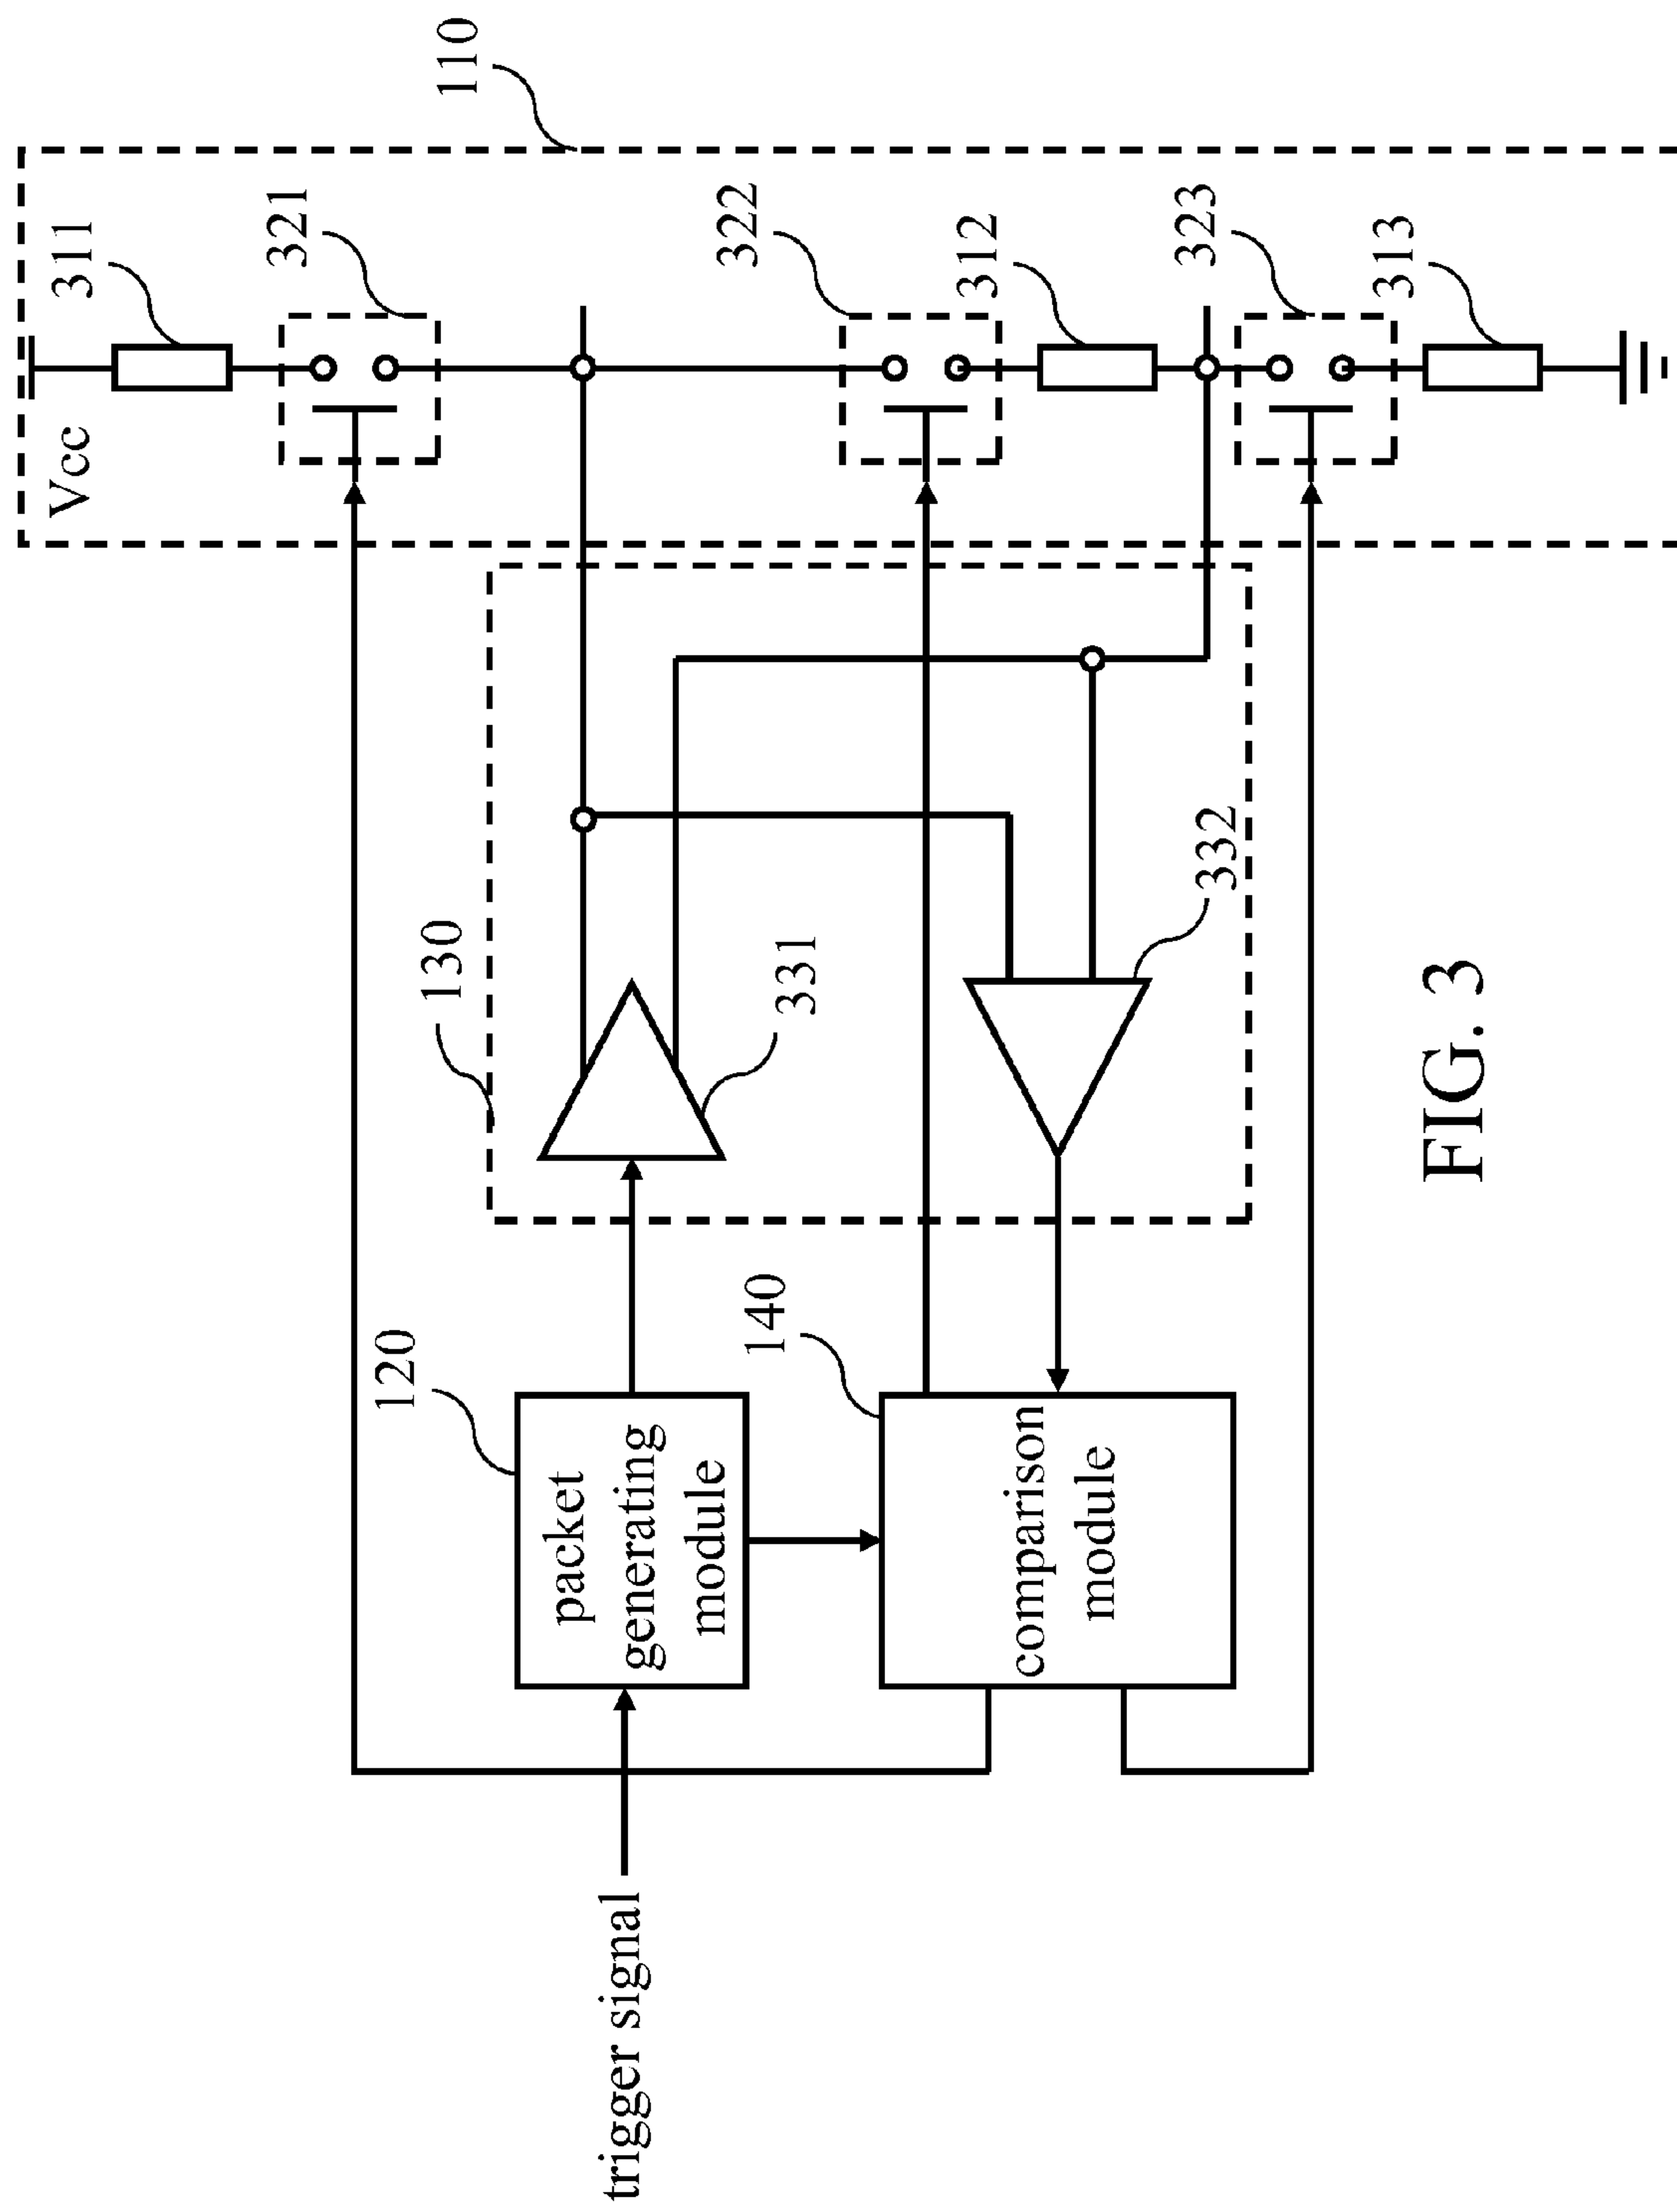 110
311
321
322
312
323
313
Vcc
130
331
332
120
packet
generating
module
140
comparison
module
trigger signal
FIG. 3